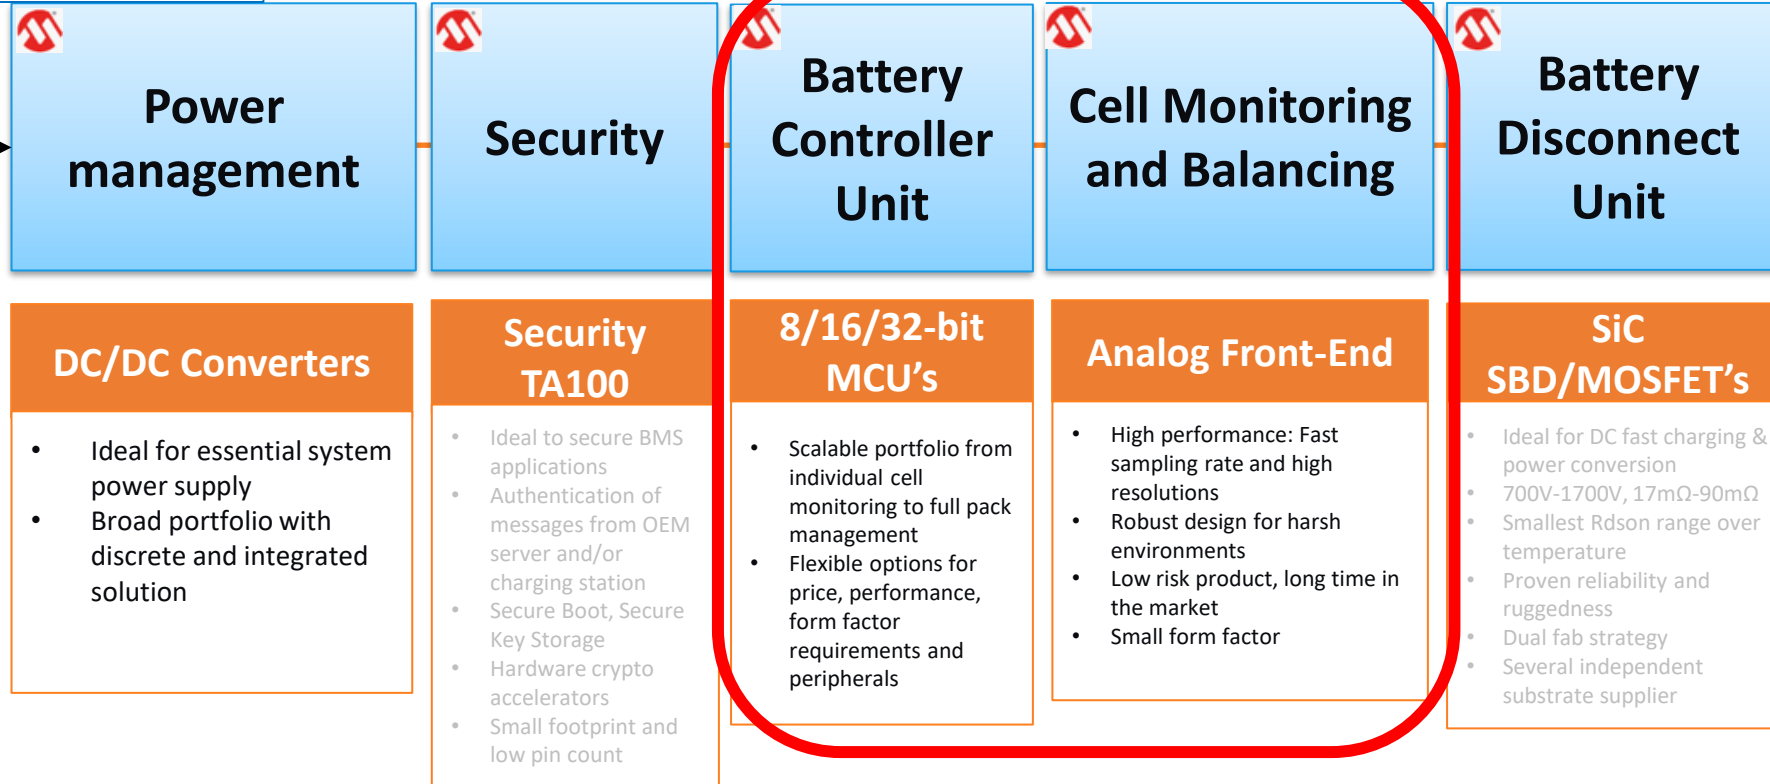 Power
management
Security
Battery
Controller
Unit
Cell Monitoring
and Balancing
Battery
Disconnect
Unit
DC/DC Converters
• Ideal for essential system
power supply
• Broad portfolio with
discrete and integrated
solution
Security
TA100
• Ideal to secure BMS
applications
• Authentication of
messages from OEM
server and/or
charging station
• Secure Boot, Secure
Key Storage
• Hardware crypto
accelerators
• Small footprint and
low pin count
8/16/32-bit
MCU’s
• Scalable portfolio from
individual cell
monitoring to full pack
management
• Flexible options for
price, performance,
form factor
requirements and
peripherals
Analog Front-End
• High performance: Fast
sampling rate and high
resolutions
• Robust design for harsh
environments
• Low risk product, long time in
the market
• Small form factor
SiC
SBD/MOSFET’s
• Ideal for DC fast charging &
power conversion
• 700V-1700V, 17mΩ-90mΩ
• Smallest Rdson range over
temperature
• Proven reliability and
ruggedness
• Dual fab strategy
• Several independent
substrate supplier